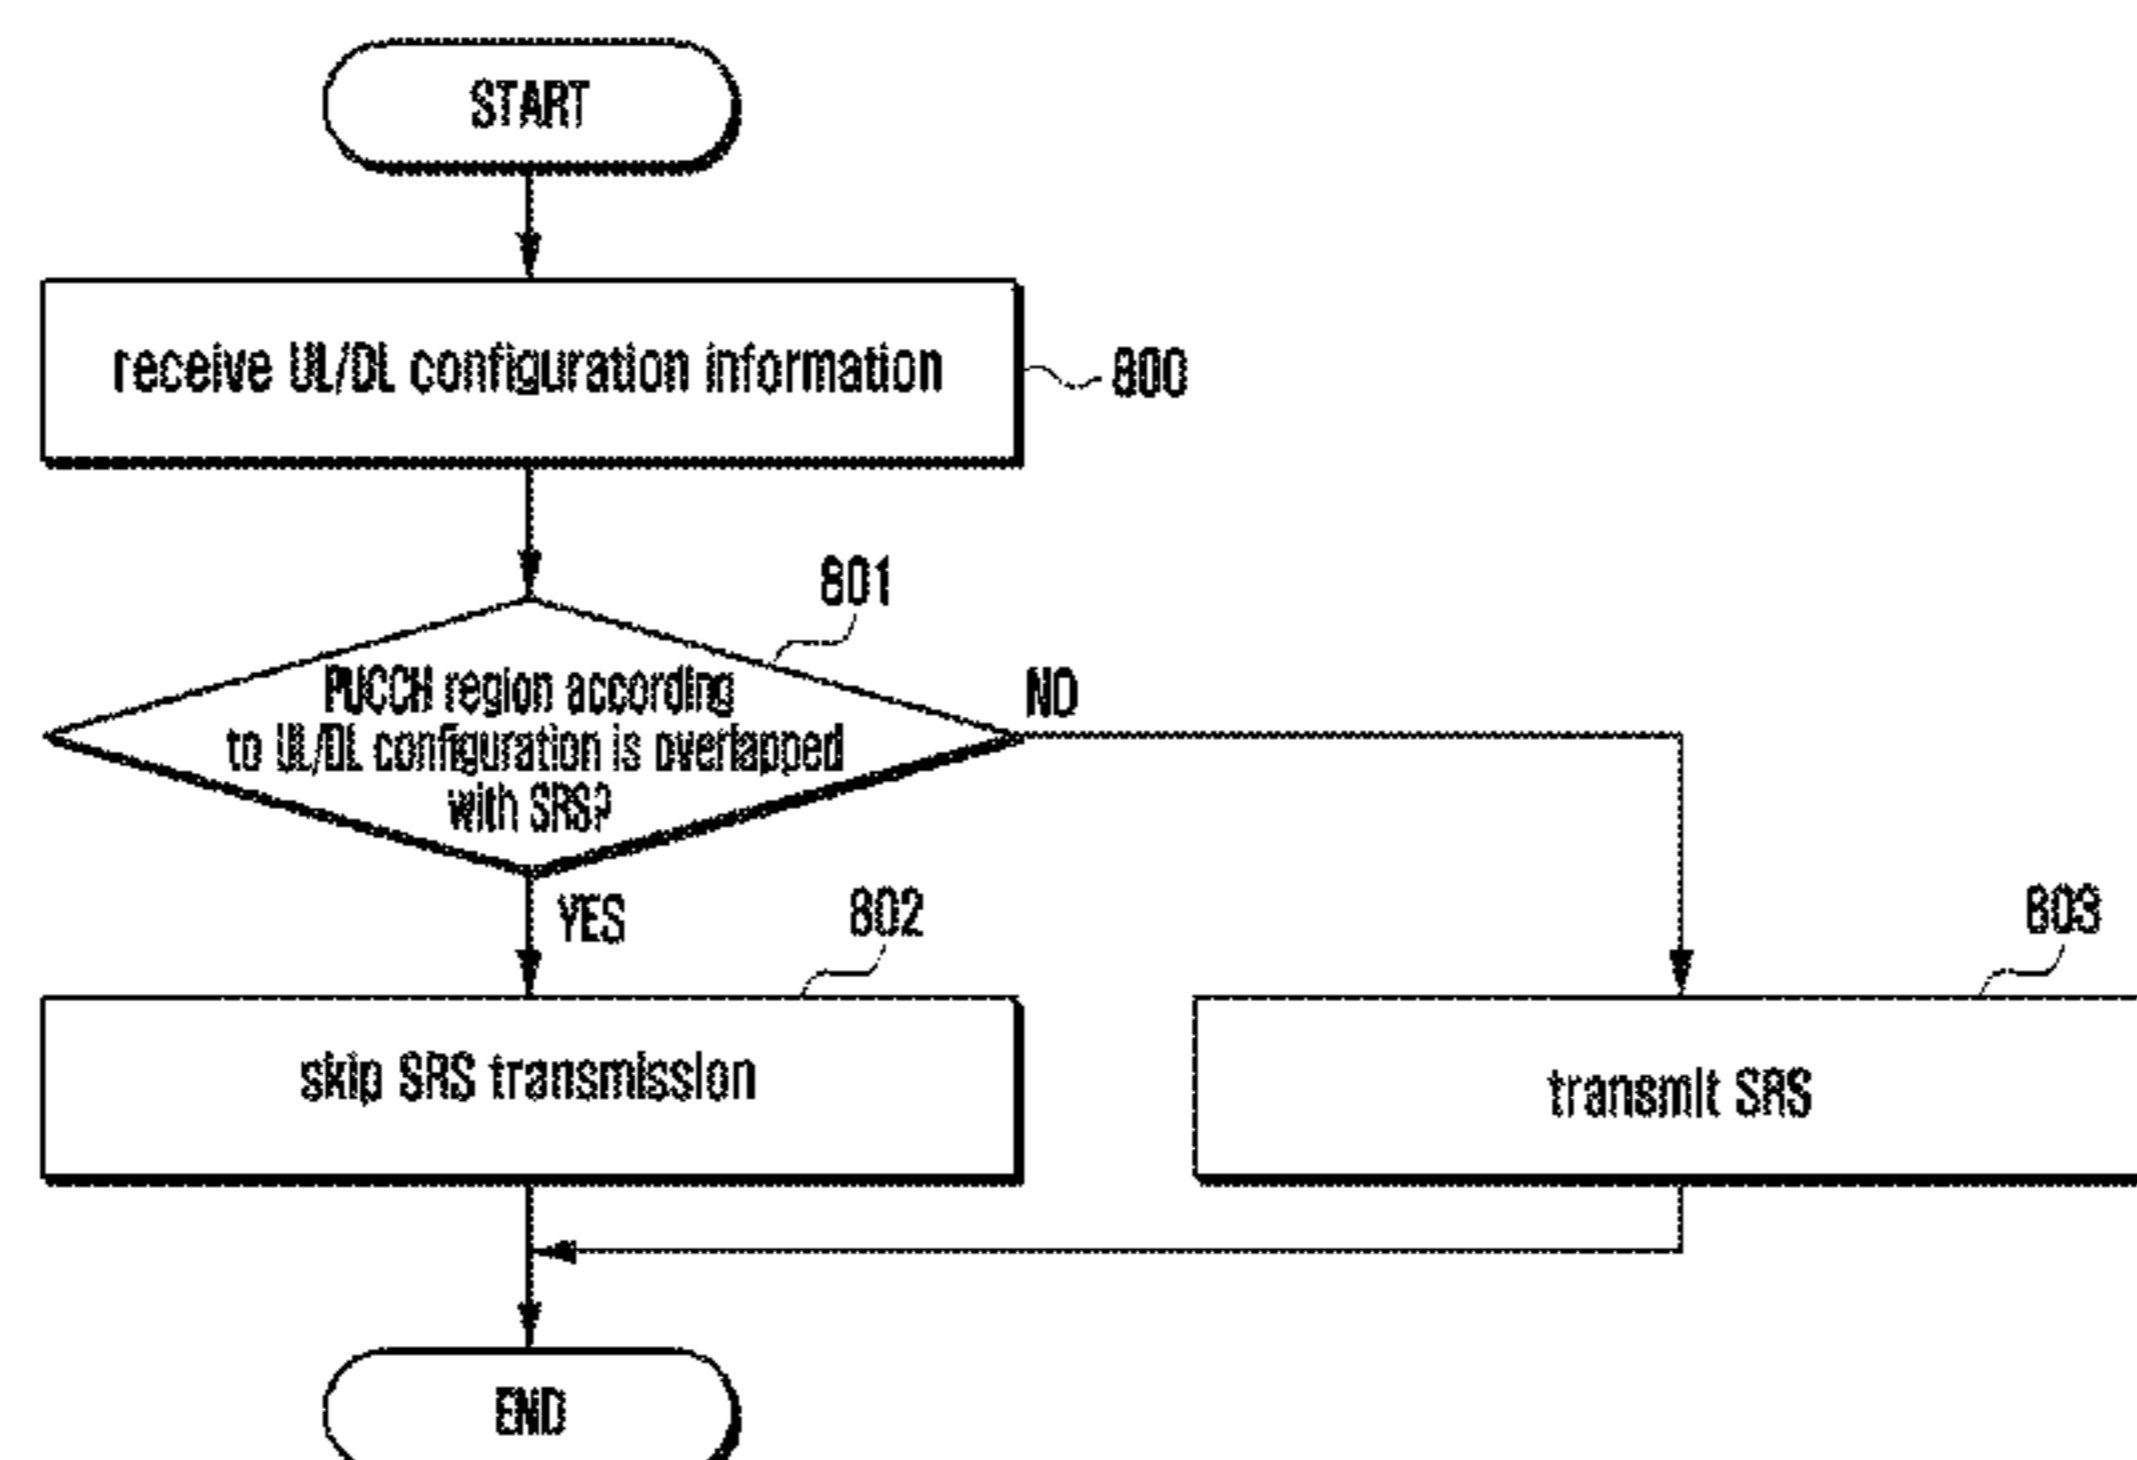 START
receive UL/DL configuration information
800
801
PUCCH region according
to UL/DL configuration is overlapped
with SRS?
NO
YES
802
803
skip SRS transmission
transmit SRS
END